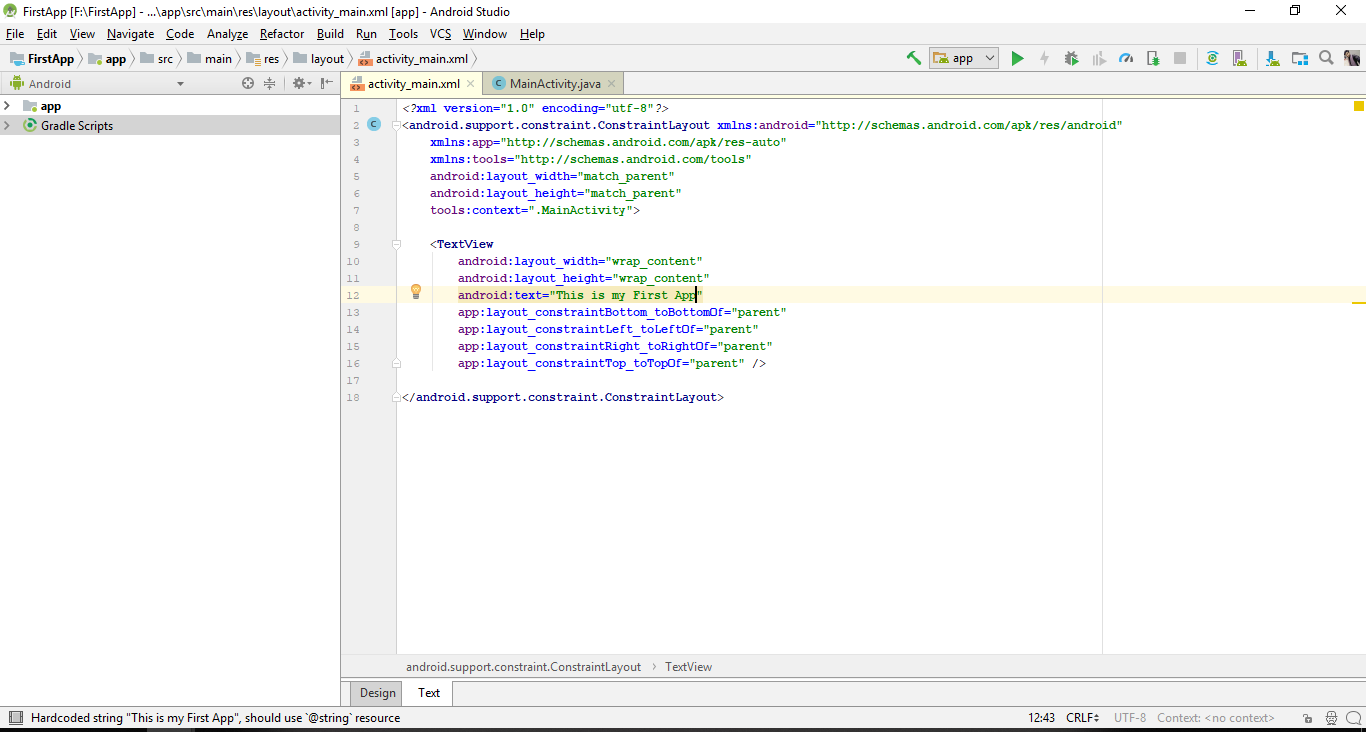 FirstApp [F:\FirstApp] - ...\app\src\main\res\layout\activity_main.xml [app] - Android Studio
File Edit View Navigate Code Analyze Refactor Build Run Tools VCS Window Help
FirstApp app src main res layout activity_main.xml app
Android activity_main.xml MainActivity.java
app
Gradle Scripts
1 <?xml version="1.0" encoding="utf-8"?>
2 C <android.support.constraint.ConstraintLayout xmlns:android="http://schemas.android.com/apk/res/android"
3 xmlns:app="http://schemas.android.com/apk/res-auto"
4 xmlns:tools="http://schemas.android.com/tools"
5 android:layout_width="match_parent"
6 android:layout_height="match_parent"
7 tools:context=".MainActivity">
8
9 <TextView
10 android:layout_width="wrap_content"
11 android:layout_height="wrap_content"
12 android:text="This is my First App"
13 app:layout_constraintBottom_toBottomOf="parent"
14 app:layout_constraintLeft_toLeftOf="parent"
15 app:layout_constraintRight_toRightOf="parent"
16 app:layout_constraintTop_toTopOf="parent" />
17
18 </android.support.constraint.ConstraintLayout>
android.support.constraint.ConstraintLayout › TextView
Design Text
Hardcoded string "This is my First App", should use `@string` resource 12:43 CRLF UTF-8 Context: <no context>